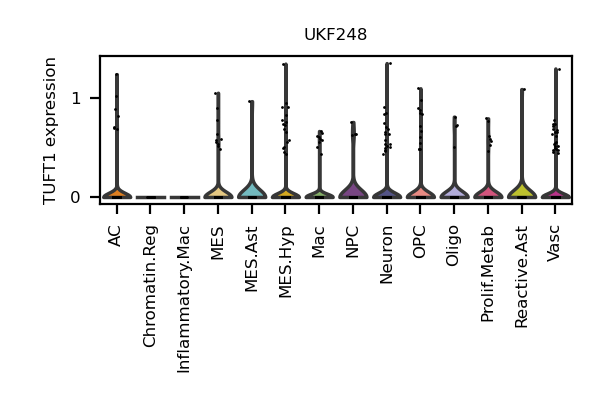 UKF248
TUFT1 expression
1
0
AC
Chromatin.Reg
Inflammatory.Mac
MES
MES.Ast
MES.Hyp
Mac
NPC
Neuron
OPC
Oligo
Prolif.Metab
Reactive.Ast
Vasc